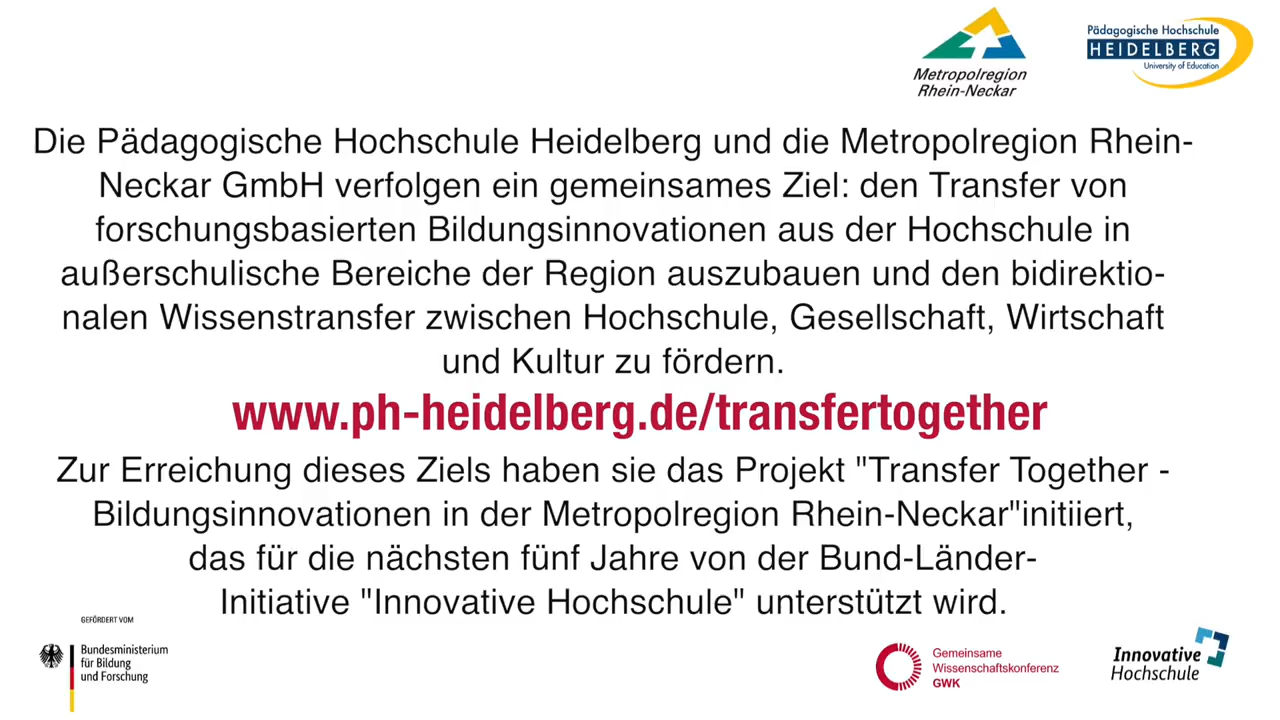 Metropolregion
Rhein-Neckar
Pädagogische Hochschule
HEIDELBERG
University of Education
Die Pädagogische Hochschule Heidelberg und die Metropolregion Rhein-
Neckar GmbH verfolgen ein gemeinsames Ziel: den Transfer von
forschungsbasierten Bildungsinnovationen aus der Hochschule in
außerschulische Bereiche der Region auszubauen und den bidirektio-
nalen Wissenstransfer zwischen Hochschule, Gesellschaft, Wirtschaft
und Kultur zu fördern.
www.ph-heidelberg.de/transfertogether
Zur Erreichung dieses Ziels haben sie das Projekt "Transfer Together -
Bildungsinnovationen in der Metropolregion Rhein-Neckar"initiiert,
das für die nächsten fünf Jahre von der Bund-Länder-
Initiative "Innovative Hochschule" unterstützt wird.
GEFÖRDERT VOM
Bundesministerium
für Bildung
und Forschung
Gemeinsame
Wissenschaftskonferenz
GWK
Innovative
Hochschule